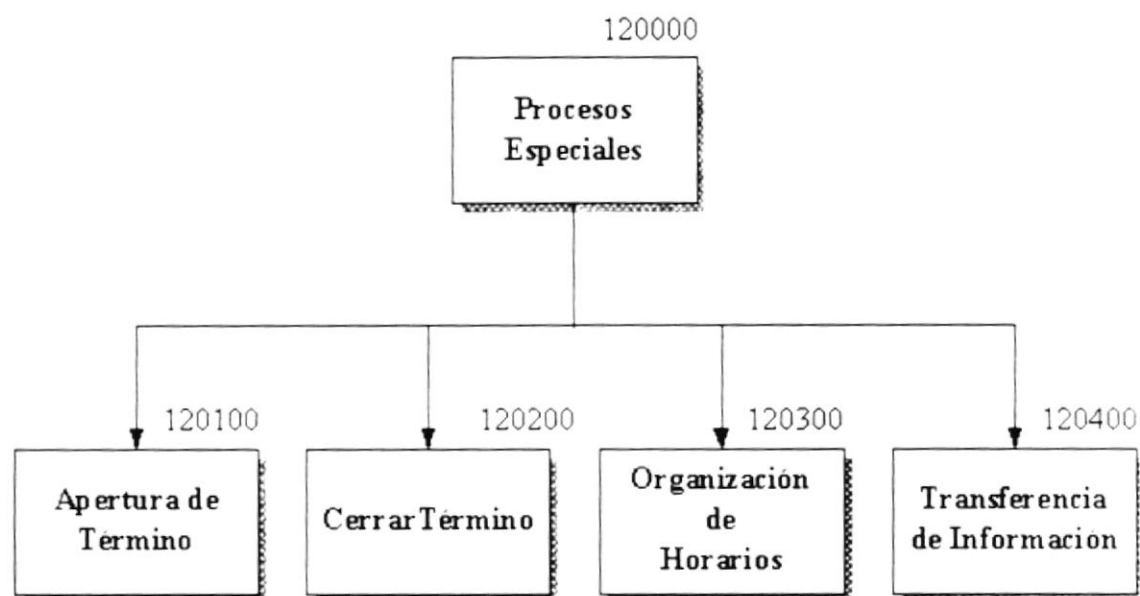 120000
Procesos
Especiales
120100
Apertura de
Término
120200
Cerrar Término
120300
Organización
de
Horarios
120400
Transferencia
de Información